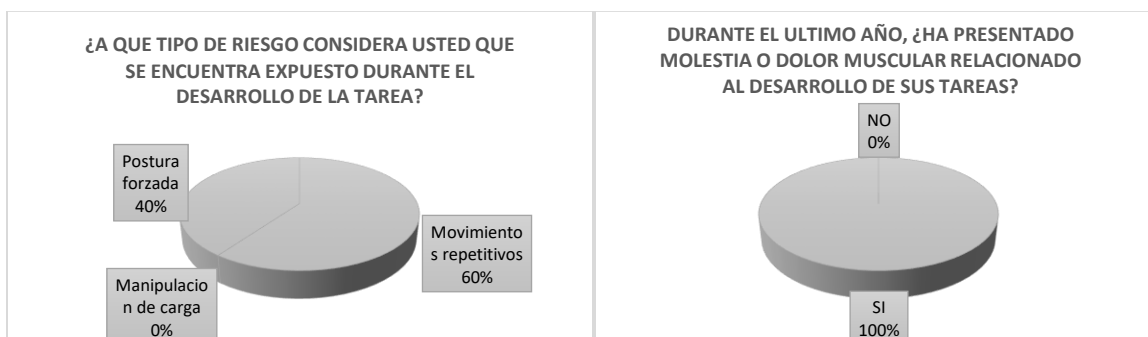 ¿A QUE TIPO DE RIESGO CONSIDERA USTED QUE
SE ENCUENTRA EXPUESTO DURANTE EL
DESARROLLO DE LA TAREA?
Postura
forzada
40%
Movimiento
s repetitivos
60%
Manipulacio
n de carga
0%
DURANTE EL ULTIMO AÑO, ¿HA PRESENTADO
MOLESTIA O DOLOR MUSCULAR RELACIONADO
AL DESARROLLO DE SUS TAREAS?
NO
0%
SI
100%